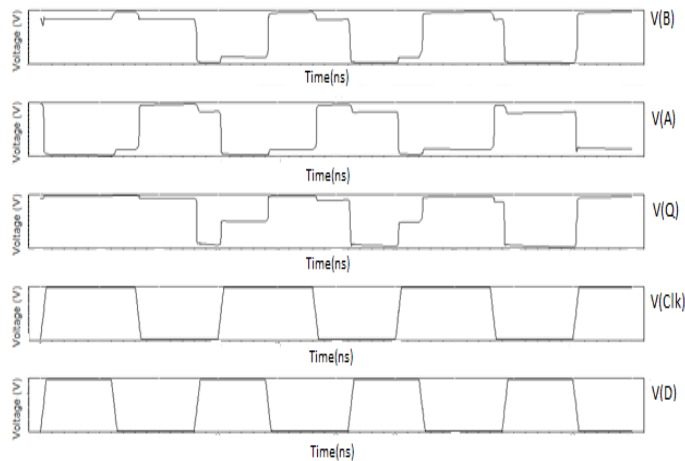 Voltage (V)
V(B)
Time(ns)
Voltage (V)
V(A)
Time(ns)
Voltage (V)
V(Q)
Time(ns)
Voltage (V)
V(Clk)
Time(ns)
Voltage (V)
V(D)
Time(ns)